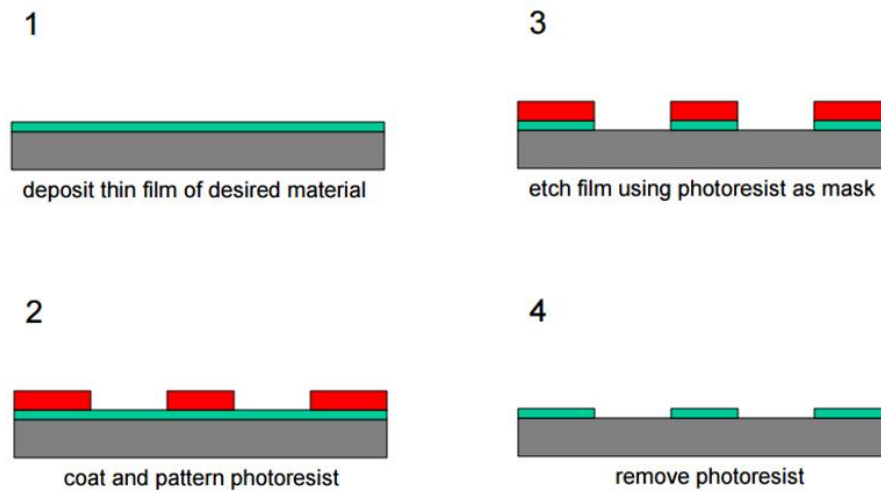 1
deposit thin film of desired material
2
coat and pattern photoresist
3
etch film using photoresist as mask
4
remove photoresist